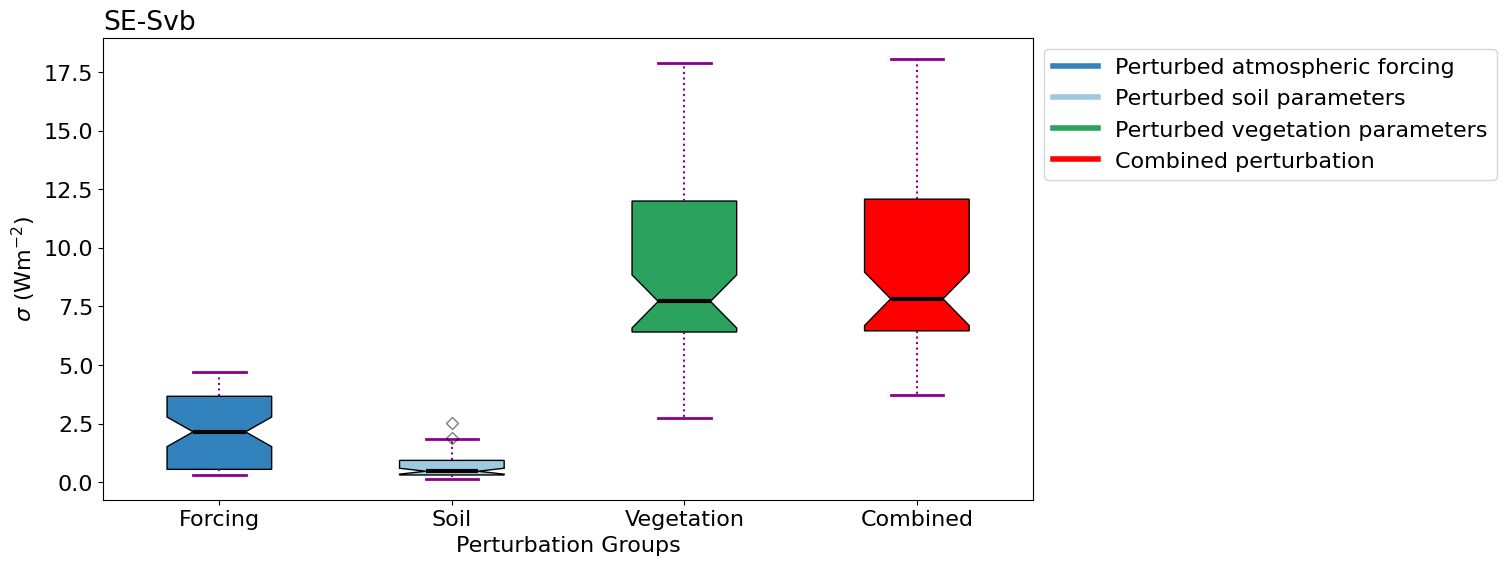 SE-Svb
17.5
15.0
12.5
10.0
7.5
5.0
2.5
0.0
σ (Wm⁻²)
Forcing
Soil
Vegetation
Combined
Perturbation Groups
Perturbed atmospheric forcing
Perturbed soil parameters
Perturbed vegetation parameters
Combined perturbation